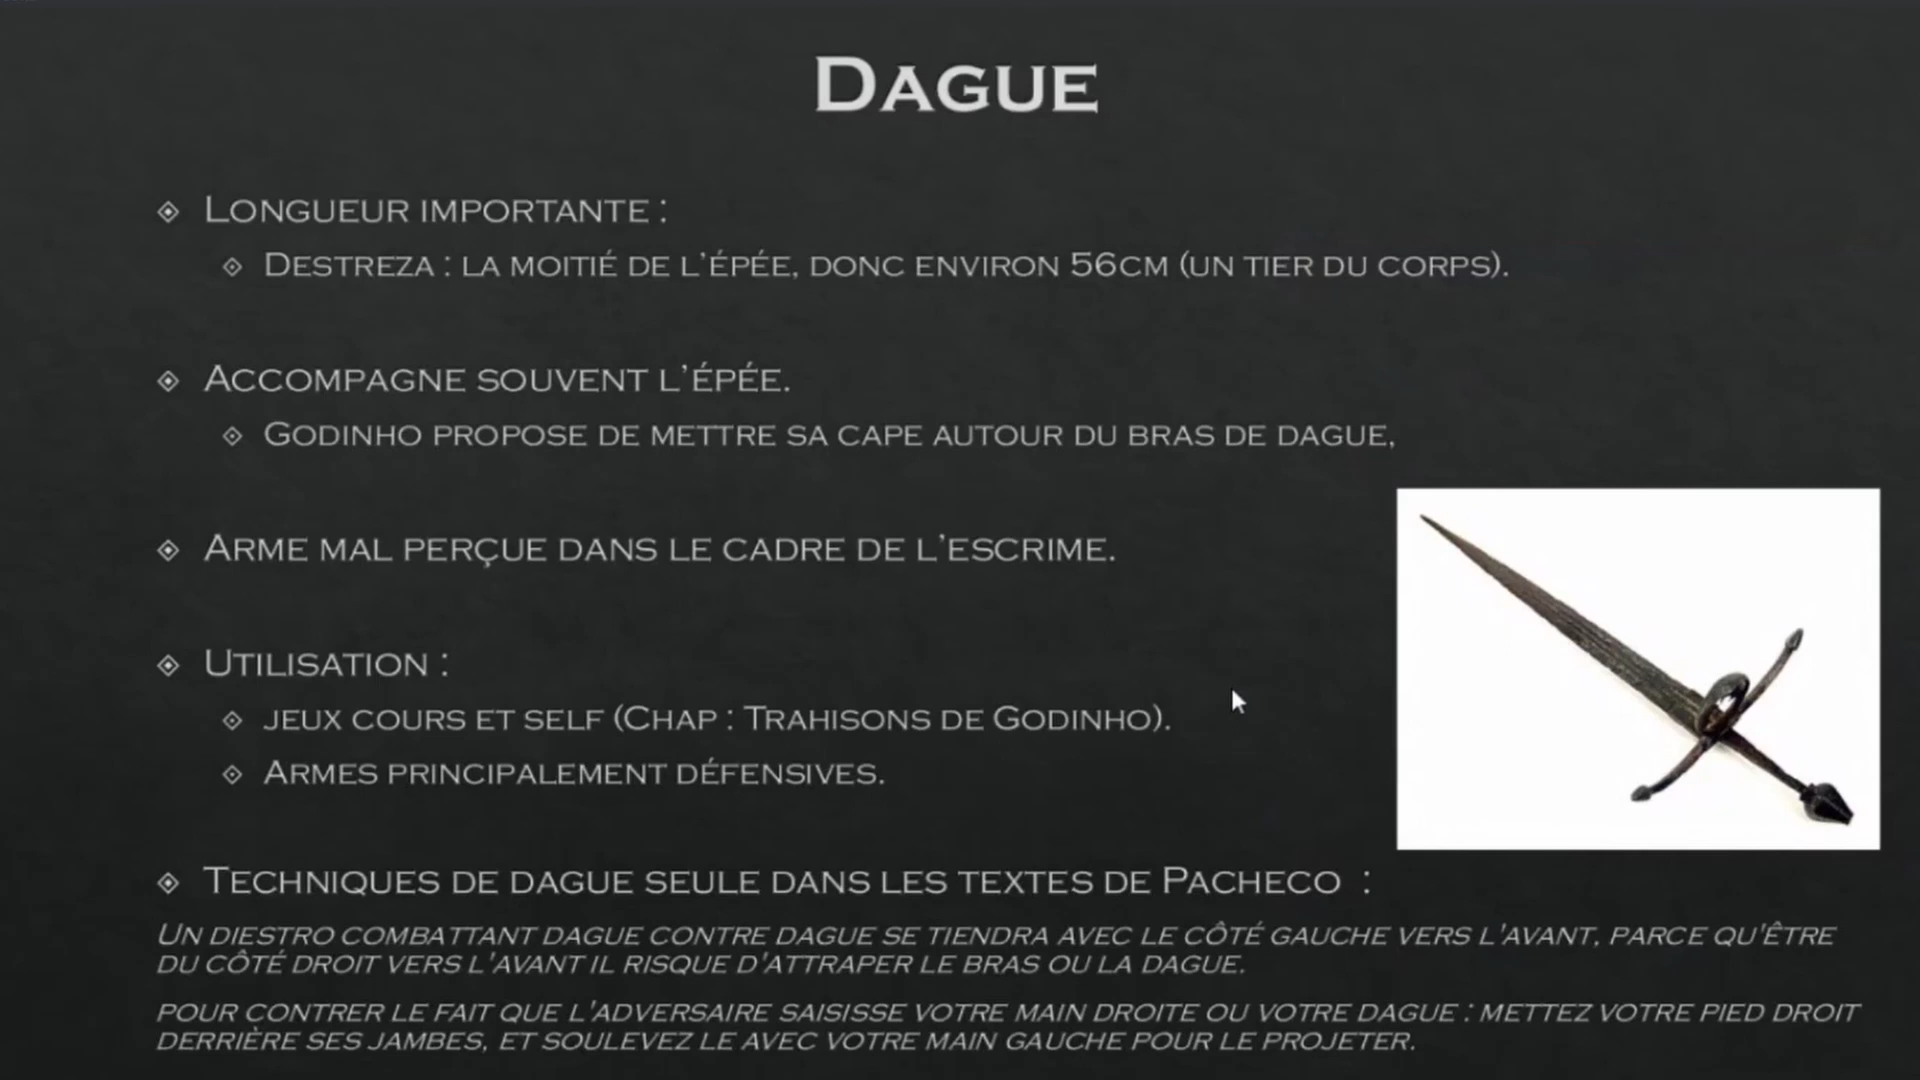 Dague
Longueur importante :
Destreza : la moitié de l'épée, donc environ 56cm (un tier du corps).
Accompagne souvent l'épée.
Godinho propose de mettre sa cape autour du bras de dague,
Arme mal perçue dans le cadre de l'escrime.
Utilisation :
jeux cours et self (Chap : Trahisons de Godinho).
Armes principalement défensives.
Techniques de dague seule dans les textes de Pacheco :
Un diestro combattant dague contre dague se tiendra avec le côté gauche vers l'avant, parce qu'être
du côté droit vers l'avant il risque d'attraper le bras ou la dague.
pour contrer le fait que l'adversaire saisisse votre main droite ou votre dague : mettez votre pied droit
derrière ses jambes, et soulevez le avec votre main gauche pour le projeter.